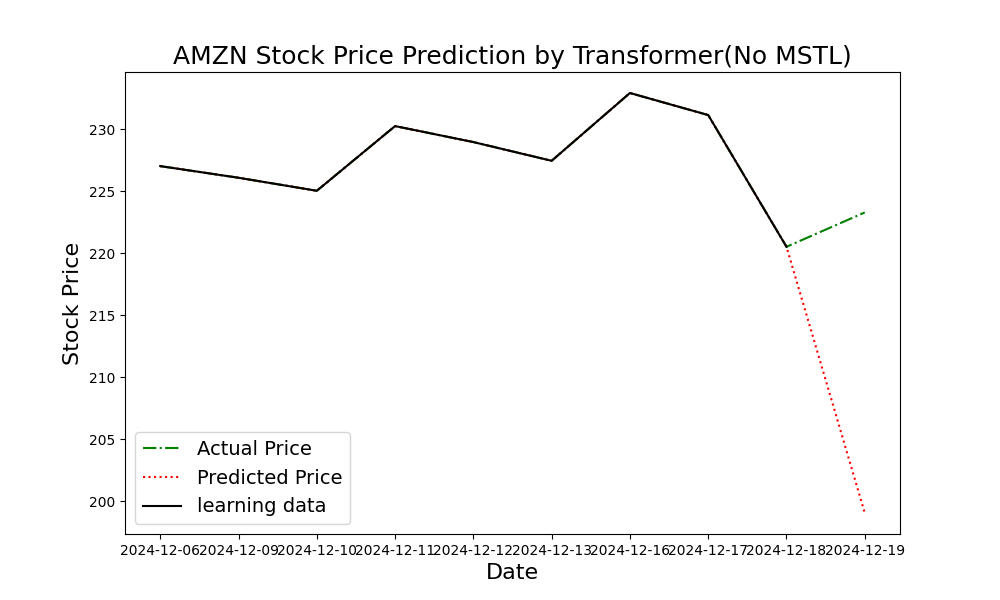 AMZN Stock Price Prediction by Transformer(No MSTL)
Stock Price
230
225
220
215
210
205
200
Actual Price
Predicted Price
learning data
2024-12-06 2024-12-09 2024-12-10 2024-12-11 2024-12-12 2024-12-13 2024-12-16 2024-12-17 2024-12-18 2024-12-19
Date